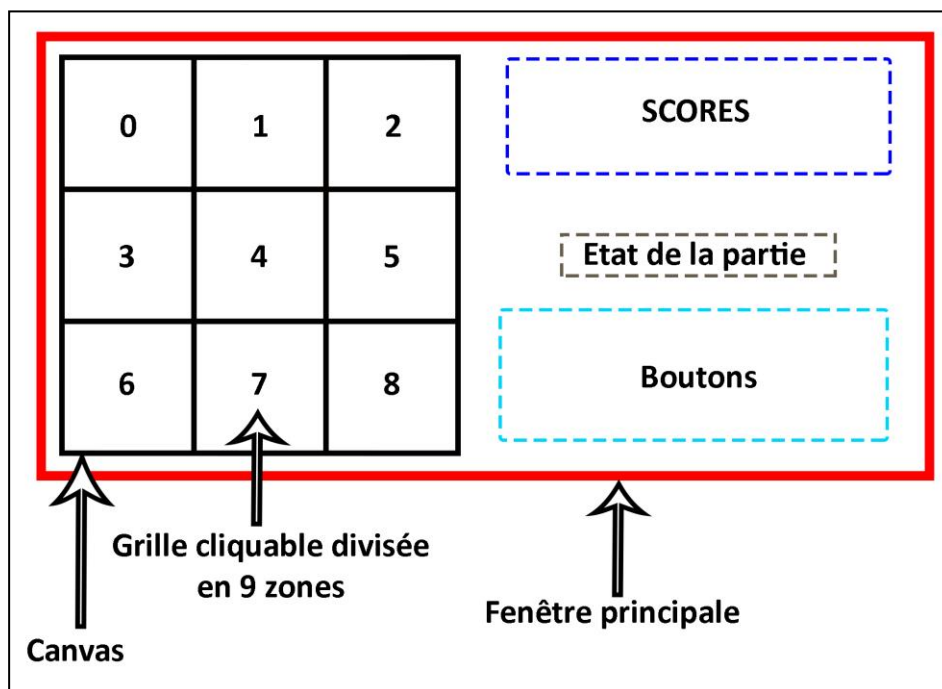 0 1 2
SCORES
3 4 5
Etat de la partie
6 7 8
Boutons
Grille cliquable divisée
en 9 zones
Fenêtre principale
Canvas